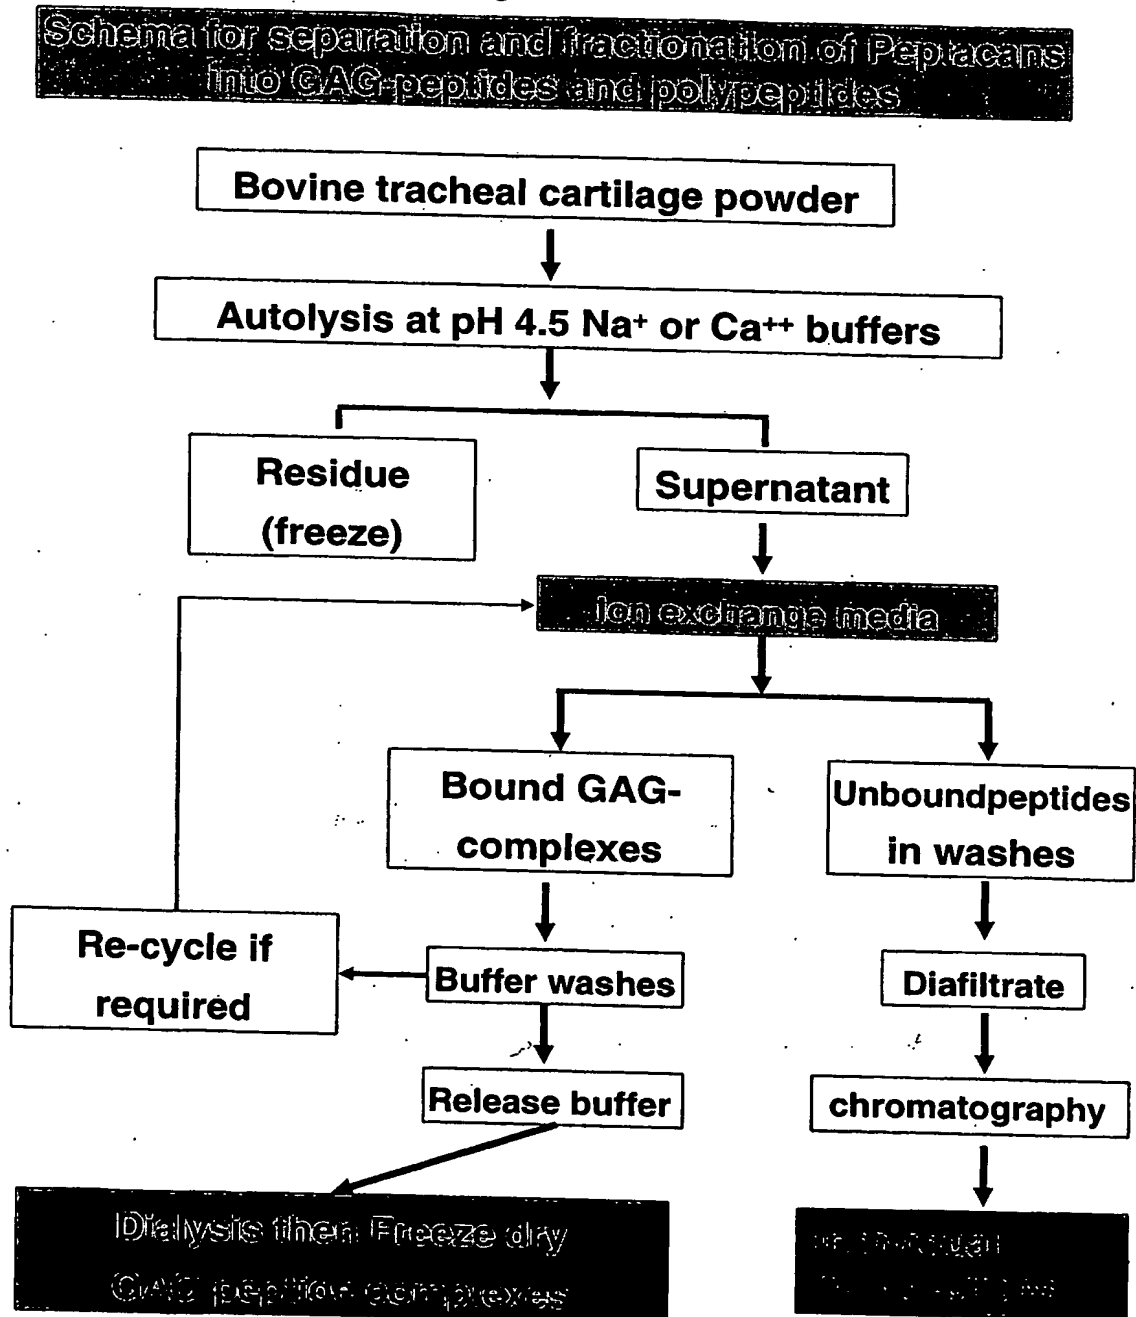 Schema for separation and fractionation of Peptacans
into GAG-peptides and polypeptides
Bovine tracheal cartilage powder
Autolysis at pH 4.5 Na⁺ or Ca⁺⁺ buffers
Residue
(freeze)
Supernatant
Ion exchange media
Bound GAG-
complexes
Unboundpeptides
in washes
Re-cycle if
required
Buffer washes
Diafiltrate
Release buffer
chromatography
Dialysis then Freeze dry
GAG peptide complexes